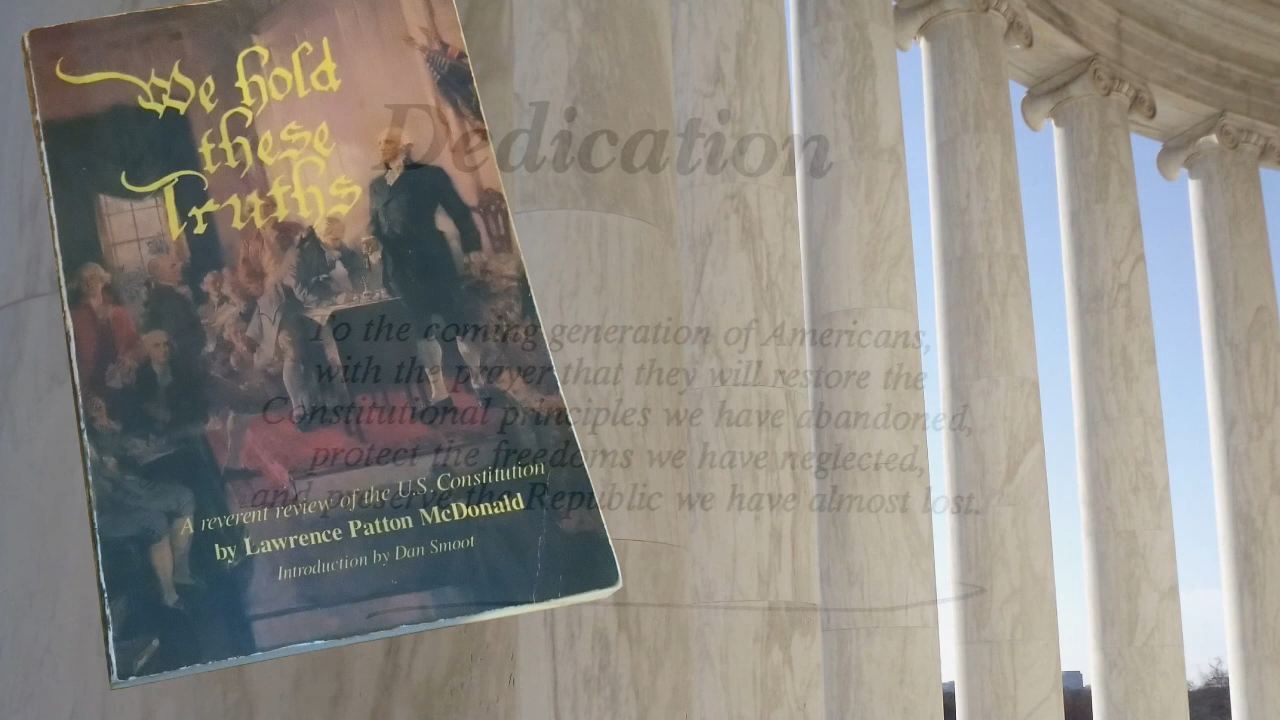 We hold
these
Truths
A reverent review of the U.S. Constitution
by Lawrence Patton McDonald
Introduction by Dan Smoot
Dedication
To the coming generation of Americans,
with the prayer that they will restore the
Constitutional principles we have abandoned,
protect the freedoms we have neglected,
and preserve the Republic we have almost lost.